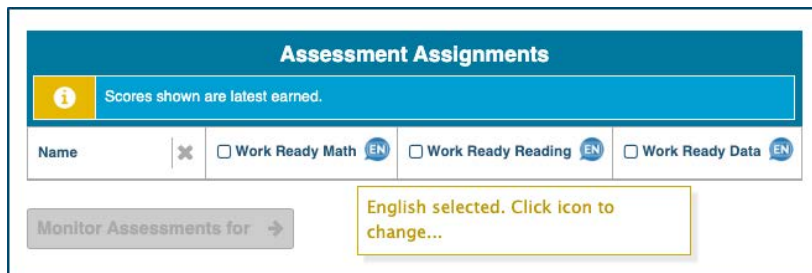 Assessment Assignments
Scores shown are latest earned.
Name Work Ready Math EN Work Ready Reading EN Work Ready Data EN
English selected. Click icon to
change...
Monitor Assessments for